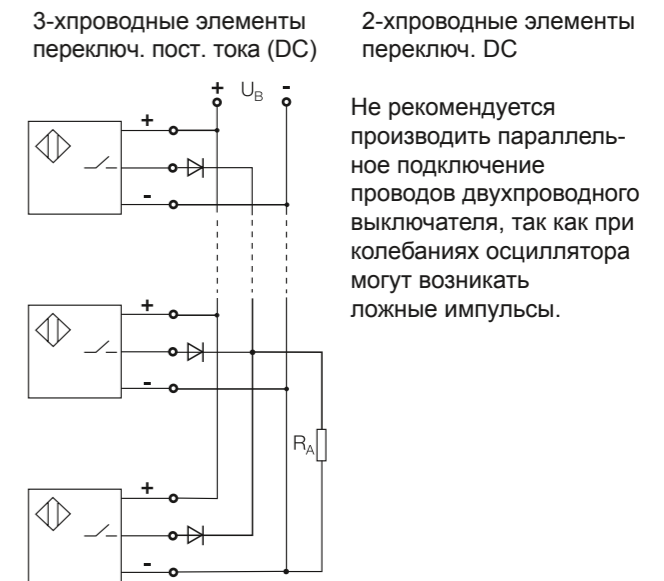 3-хпроводные элементы
переключ. пост. тока (DC)
+ U_B -
+
-
+
-
R_A
+
-
2-хпроводные элементы
переключ. DC
Не рекомендуется
производить параллель-
ное подключение
проводов двухпроводного
выключателя, так как при
колебаниях осциллятора
могут возникать
ложные импульсы.